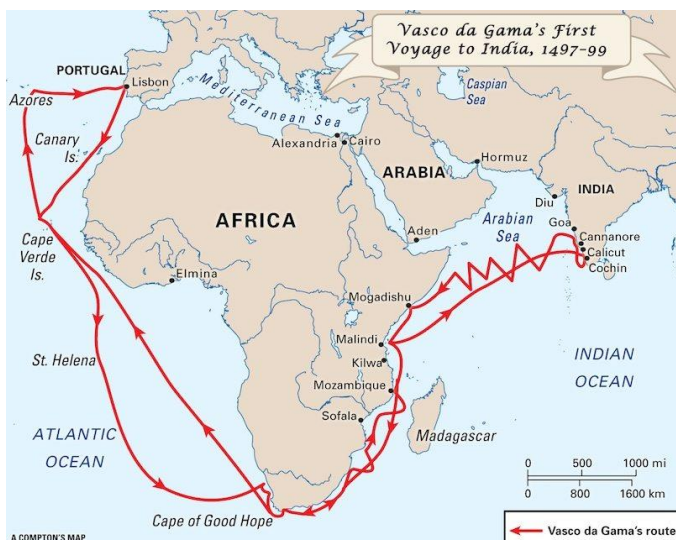 Vasco da Gama's First
Voyage to India, 1497-99
PORTUGAL
Lisbon
Azores
Mediterranean Sea
Caspian
Sea
Canary
Is.
Alexandria
Cairo
Hormuz
ARABIA
INDIA
Diu
AFRICA
Arabian
Sea
Goa
Cannanore
Calicut
Cochin
Aden
Cape
Verde
Is.
Elmina
Mogadishu
Malindi
Kilwa
St. Helena
INDIAN
OCEAN
Mozambique
Sofala
Madagascar
ATLANTIC
OCEAN
0 500 1000 mi
0 800 1600 km
Cape of Good Hope
A COMPTON'S MAP
Vasco da Gama's route